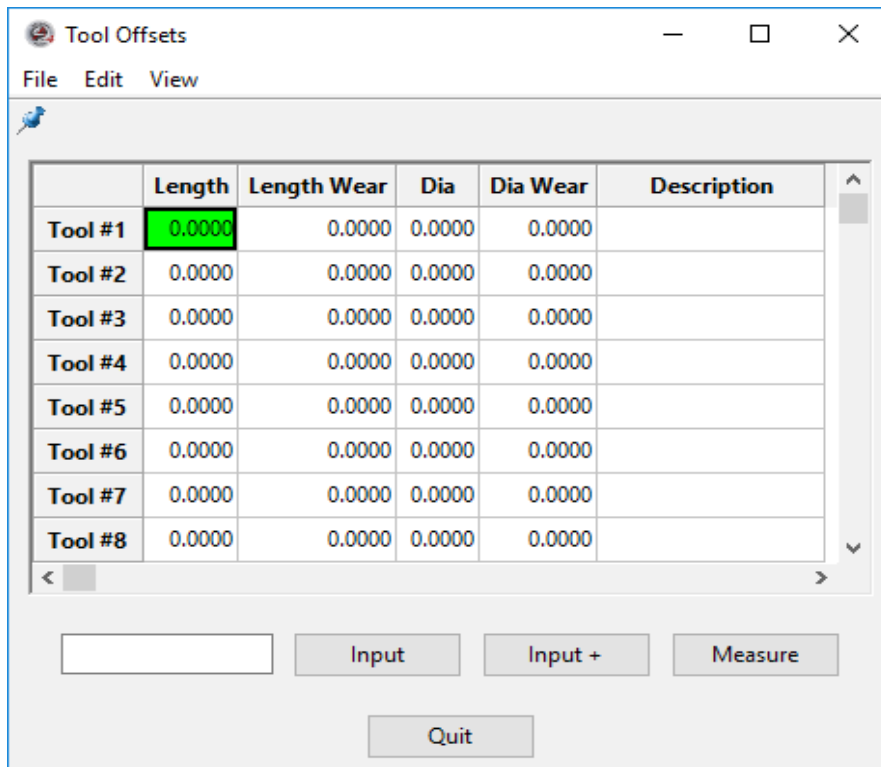 Tool Offsets
File Edit View
Length Length Wear Dia Dia Wear Description
Tool #1 0.0000 0.0000 0.0000 0.0000
Tool #2 0.0000 0.0000 0.0000 0.0000
Tool #3 0.0000 0.0000 0.0000 0.0000
Tool #4 0.0000 0.0000 0.0000 0.0000
Tool #5 0.0000 0.0000 0.0000 0.0000
Tool #6 0.0000 0.0000 0.0000 0.0000
Tool #7 0.0000 0.0000 0.0000 0.0000
Tool #8 0.0000 0.0000 0.0000 0.0000
Input Input + Measure
Quit